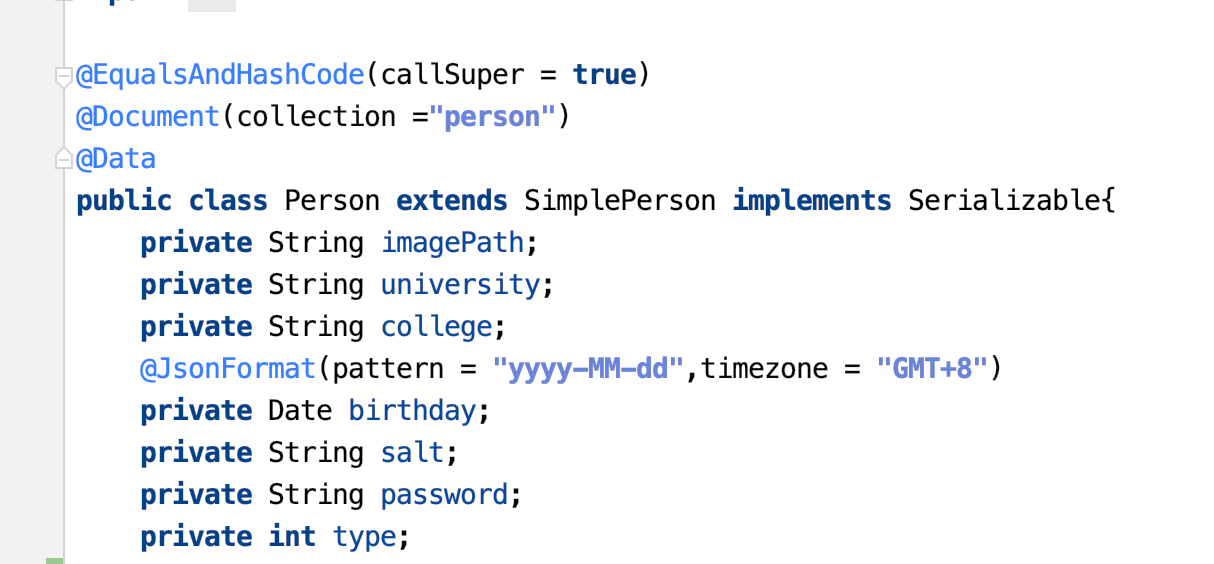 @EqualsAndHashCode(callSuper = true)
@Document(collection ="person")
@Data
public class Person extends SimplePerson implements Serializable{
    private String imagePath;
    private String university;
    private String college;
    @JsonFormat(pattern = "yyyy-MM-dd",timezone = "GMT+8")
    private Date birthday;
    private String salt;
    private String password;
    private int type;